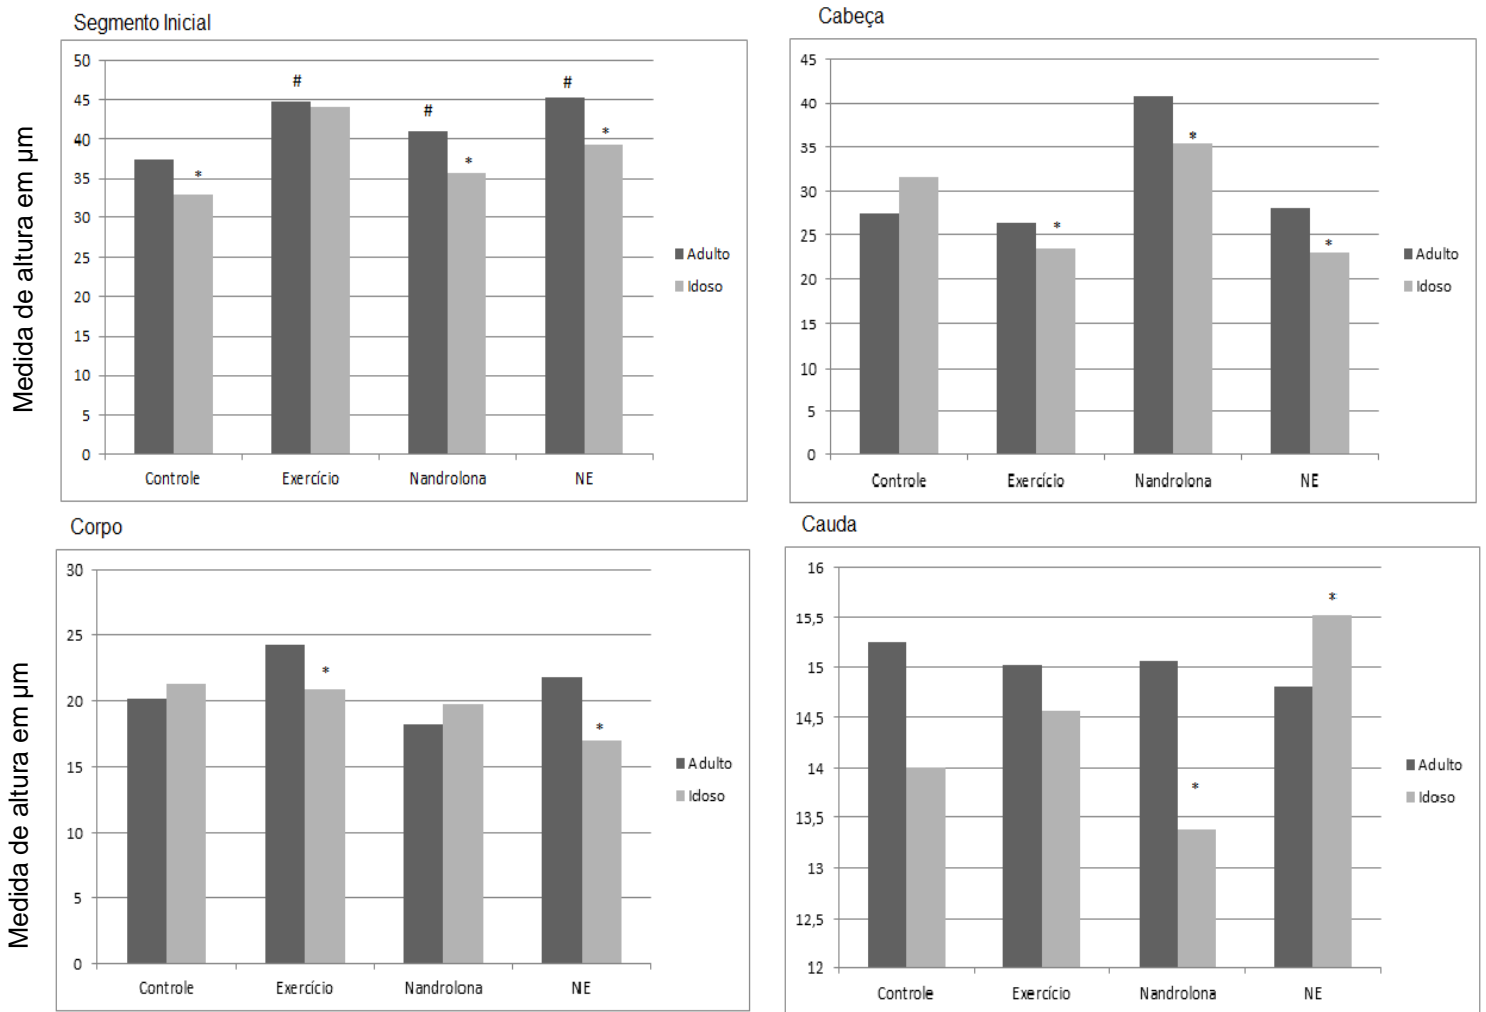 Segmento Inicial
Medida de altura em µm
50
45
40
35
30
25
20
15
10
5
0
#
*
#
*
#
*
Controle Exercício Nandrolona NE
Adulto
Idoso
Cabeça
45
40
35
30
25
20
15
10
5
0
*
*
*
Controle Exercício Nandrolona NE
Adulto
Idoso
Corpo
Medida de altura em µm
30
25
20
15
10
5
0
*
*
Controle Exercício Nandrolona NE
Adulto
Idoso
Cauda
16
15,5
15
14,5
14
13,5
13
12,5
12
*
*
Controle Exercício Nandrolona NE
Adulto
Idoso